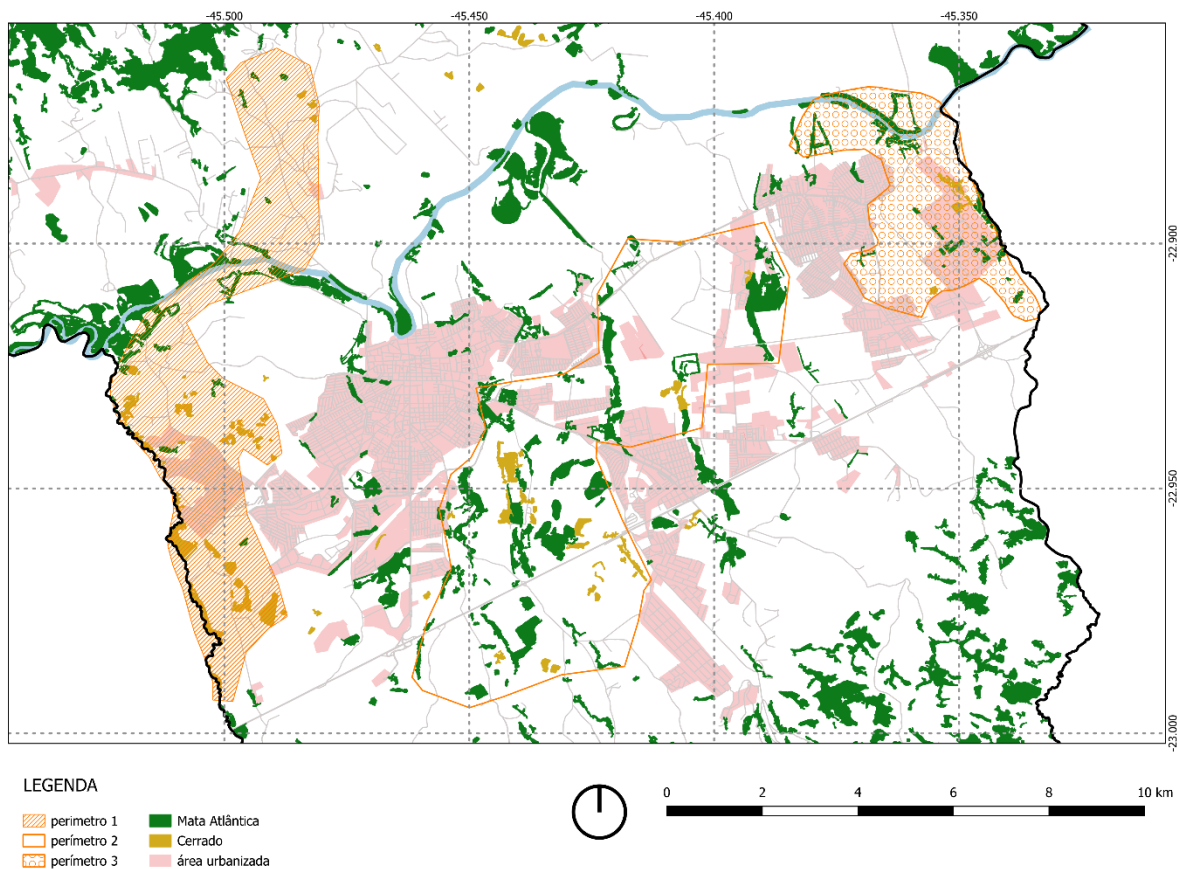 -45.500 -45.450 -45.400 -45.350
-22.900
-22.950
-23.000
LEGENDA
perimetro 1
perímetro 2
perímetro 3
Mata Atlântica
Cerrado
área urbanizada
0 2 4 6 8 10 km